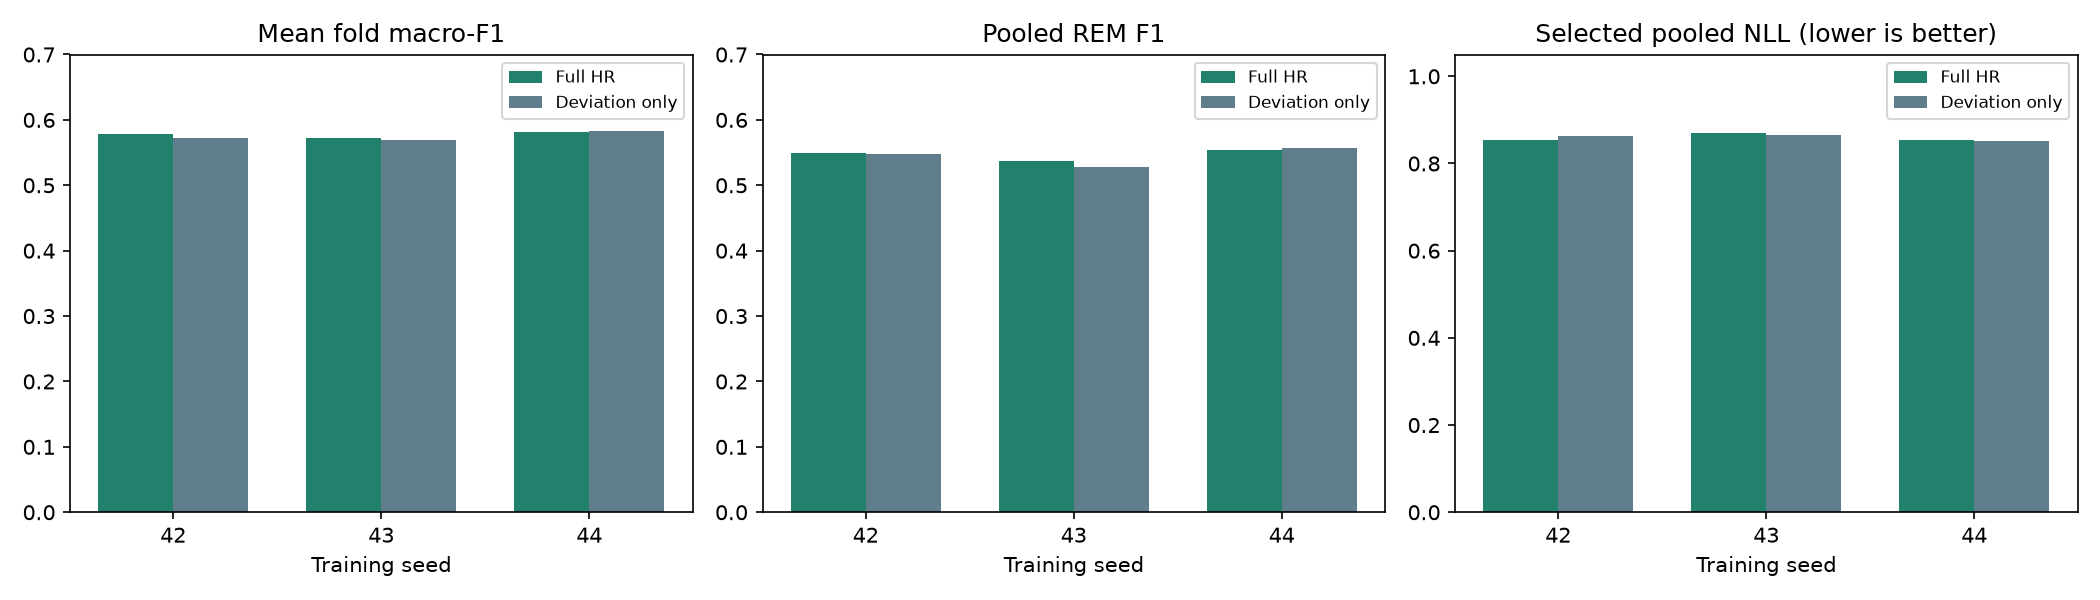 Mean fold macro-F1
0.7
0.6
0.5
0.4
0.3
0.2
0.1
0.0
Full HR
Deviation only
42 43 44
Training seed
Pooled REM F1
0.7
0.6
0.5
0.4
0.3
0.2
0.1
0.0
Full HR
Deviation only
42 43 44
Training seed
Selected pooled NLL (lower is better)
1.0
0.8
0.6
0.4
0.2
0.0
Full HR
Deviation only
42 43 44
Training seed